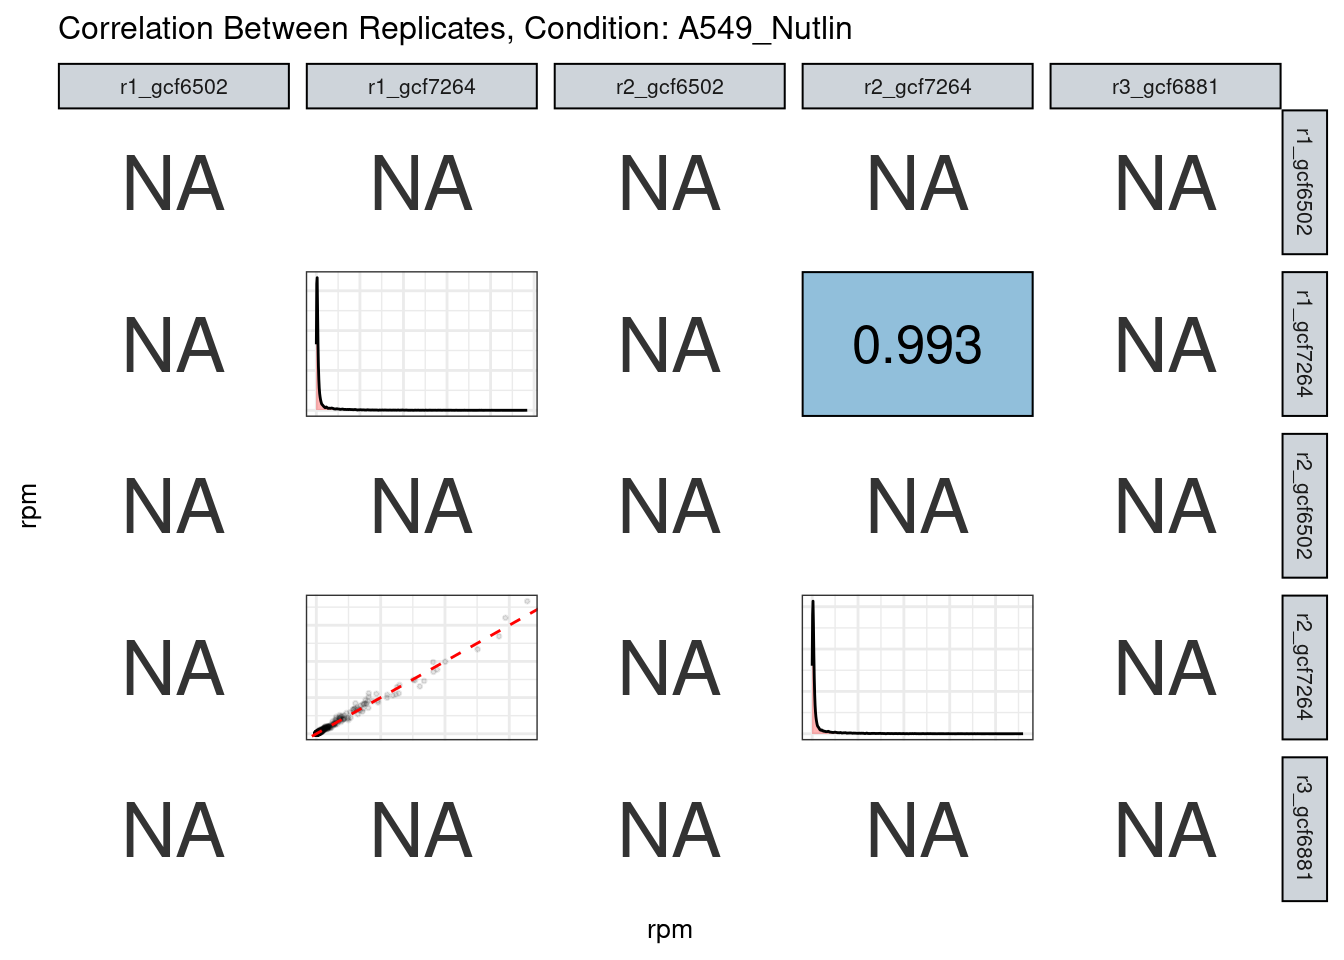 Correlation Between Replicates, Condition: A549_Nutlin
r1_gcf6502 r1_gcf7264 r2_gcf6502 r2_gcf7264 r3_gcf6881
NA NA NA NA NA r1_gcf6502
NA NA 0.993 NA r1_gcf7264
NA NA NA NA NA r2_gcf6502
rpm
NA NA NA r2_gcf7264
NA NA NA NA NA r3_gcf6881
rpm